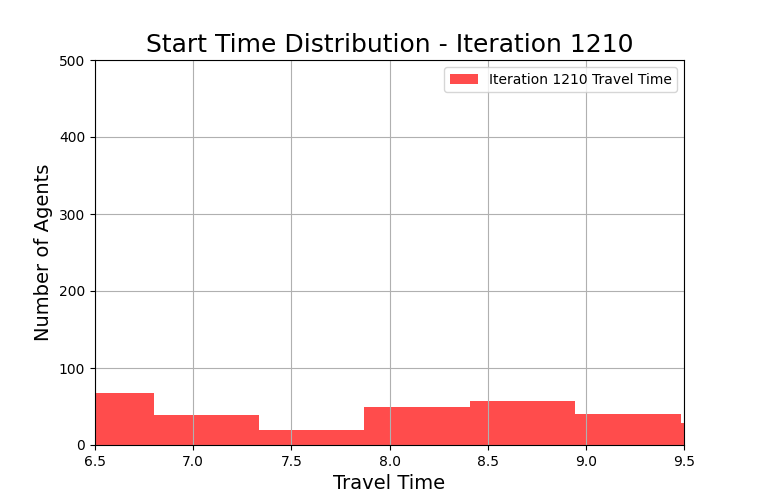 Start Time Distribution - Iteration 1210
500
Iteration 1210 Travel Time
400
300
200
100
0
Number of Agents
6.5 7.0 7.5 8.0 8.5 9.0 9.5
Travel Time